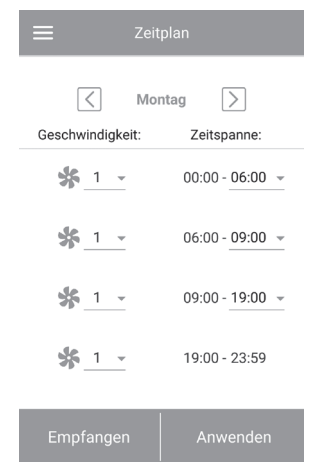 Zeitplan
Montag
Geschwindigkeit: Zeitspanne:
1 00:00 - 06:00
1 06:00 - 09:00
1 09:00 - 19:00
1 19:00 - 23:59
Empfangen Anwenden